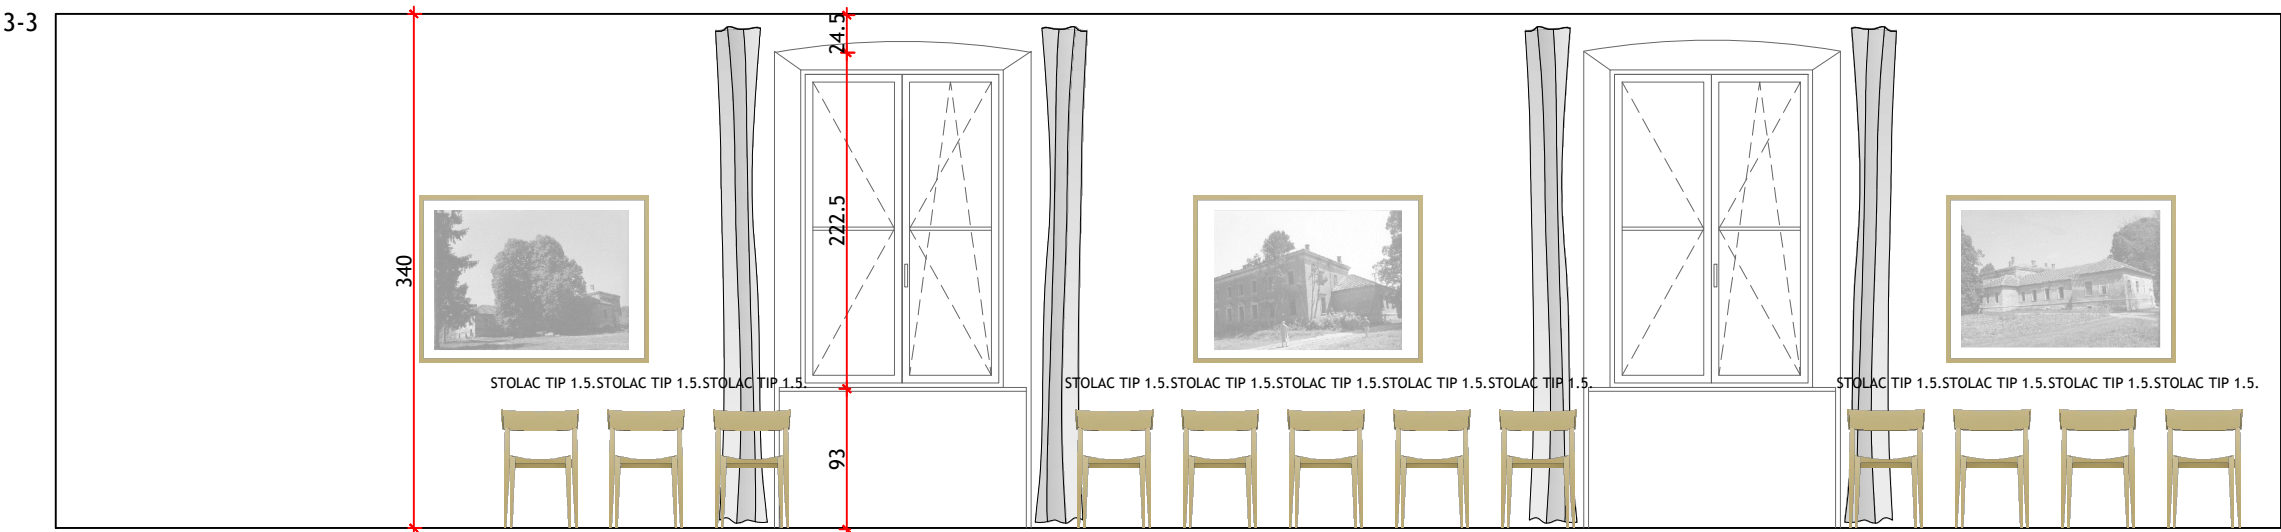 3-3
24.5
222.5
340
STOLAC TIP 1.5. STOLAC TIP 1.5. STOLAC TIP 1.5.
STOLAC TIP 1.5. STOLAC TIP 1.5. STOLAC TIP 1.5. STOLAC TIP 1.5. STOLAC TIP 1.5.
STOLAC TIP 1.5. STOLAC TIP 1.5. STOLAC TIP 1.5. STOLAC TIP 1.5.
93